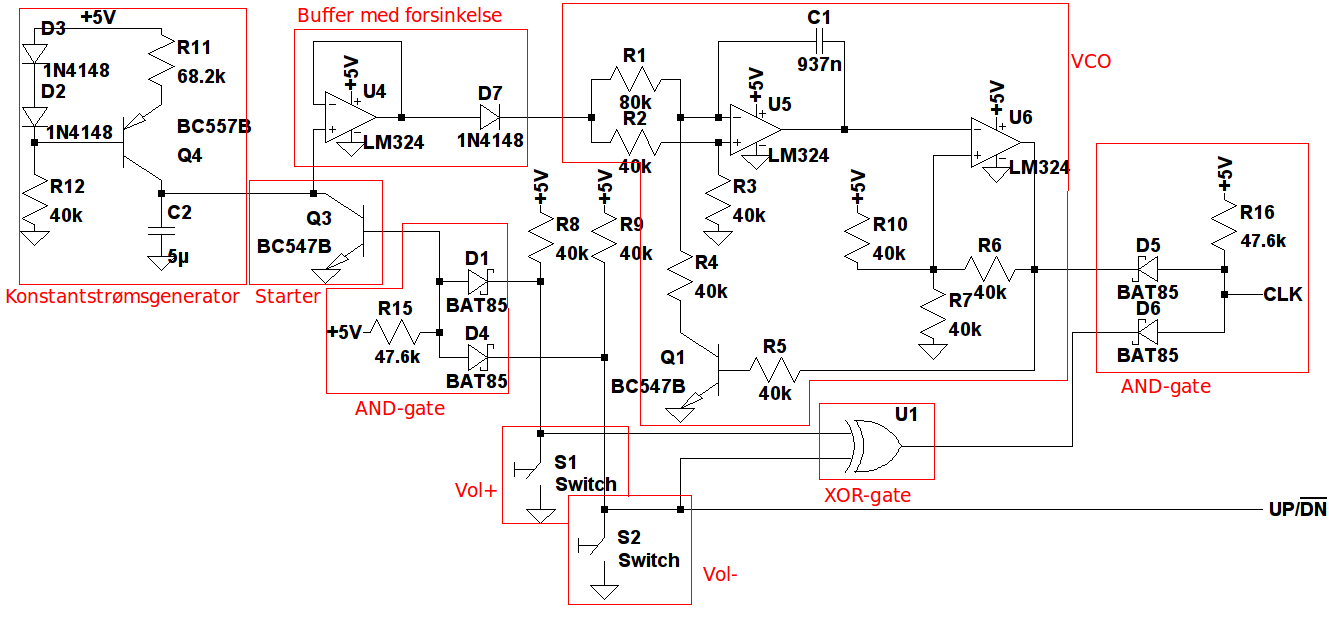 +5V
D3
1N4148
D2
1N4148
R11
68.2k
BC557B
Q4
R12
40k
C2
5µ
Konstantstrømsgenerator
Buffer med forsinkelse
+5V
U4
LM324
D7
1N4148
Q3
BC547B
Starter
+5V
R15
47.6k
D1
BAT85
D4
BAT85
AND-gate
+5V
R8
40k
+5V
R9
40k
R1
80k
R2
40k
C1
937n
+5V
U5
LM324
R3
40k
R4
40k
Q1
BC547B
R5
40k
+5V
R10
40k
R6
40k
R7
40k
+5V
U6
LM324
VCO
+5V
R16
47.6k
D5
BAT85
D6
BAT85
CLK
AND-gate
U1
XOR-gate
S1
Switch
Vol+
S2
Switch
Vol-
UP/DN